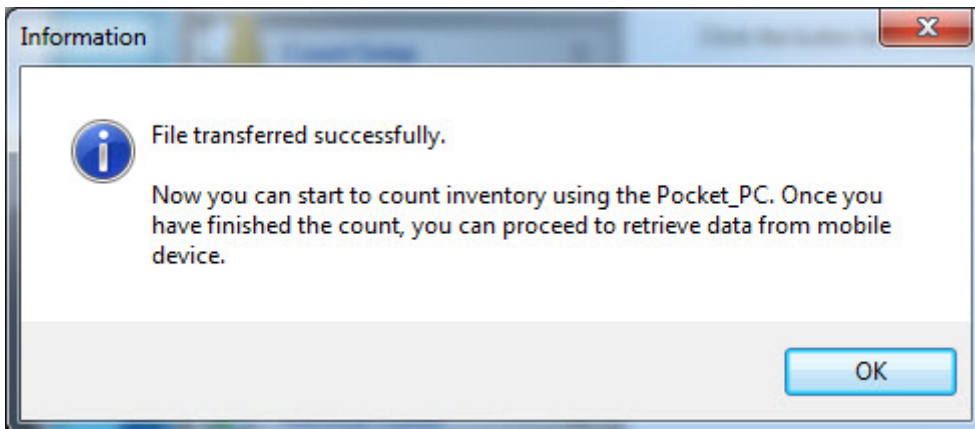 Information
File transferred successfully.
Now you can start to count inventory using the Pocket_PC. Once you
have finished the count, you can proceed to retrieve data from mobile
device.
OK